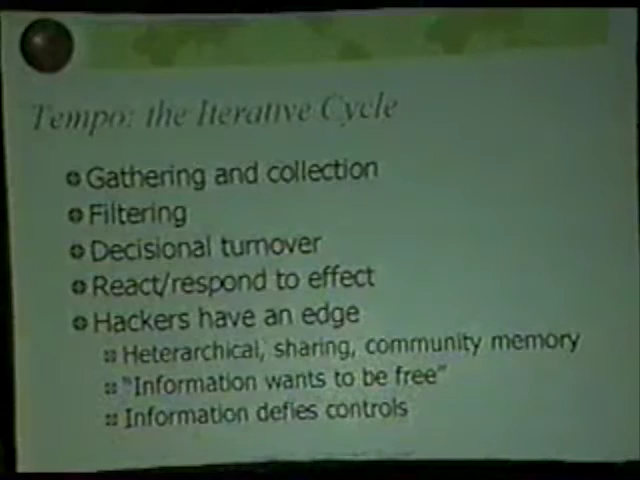 Tempo: the Iterative Cycle
Gathering and collection
Filtering
Decisional turnover
React/respond to effect
Hackers have an edge
Heterarchical, sharing, community memory
"Information wants to be free"
Information defies controls